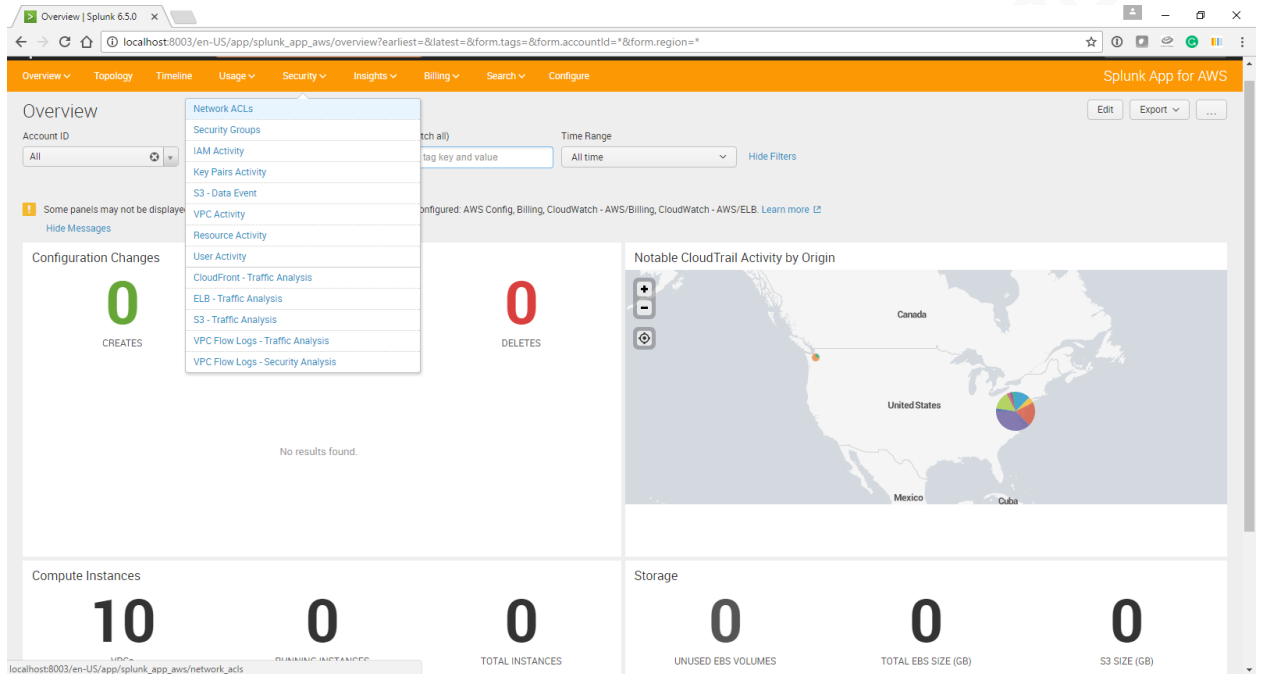 Overview | Splunk 6.5.0
localhost:8003/en-US/app/splunk_app_aws/overview?earliest=&latest=&form.tags=&form.accountId=*&form.region=*
Overview Topology Timeline Usage Security Insights Billing Search Configure Splunk App for AWS
Overview
Edit Export ...
Account ID
tch all)
Time Range
All
tag key and value
All time
Hide Filters
Network ACLs
Security Groups
IAM Activity
Key Pairs Activity
S3 - Data Event
VPC Activity
Resource Activity
User Activity
CloudFront - Traffic Analysis
ELB - Traffic Analysis
S3 - Traffic Analysis
VPC Flow Logs - Traffic Analysis
VPC Flow Logs - Security Analysis
Some panels may not be displaye
onfigured: AWS Config, Billing, CloudWatch - AWS/Billing, CloudWatch - AWS/ELB. Learn more
Hide Messages
Configuration Changes
0
CREATES
0
DELETES
No results found.
Notable CloudTrail Activity by Origin
+
-
Canada
United States
Mexico
Cuba
Compute Instances
10
VPCs
0
RUNNING INSTANCES
0
TOTAL INSTANCES
Storage
0
UNUSED EBS VOLUMES
0
TOTAL EBS SIZE (GB)
0
S3 SIZE (GB)
localhost:8003/en-US/app/splunk_app_aws/network_acls